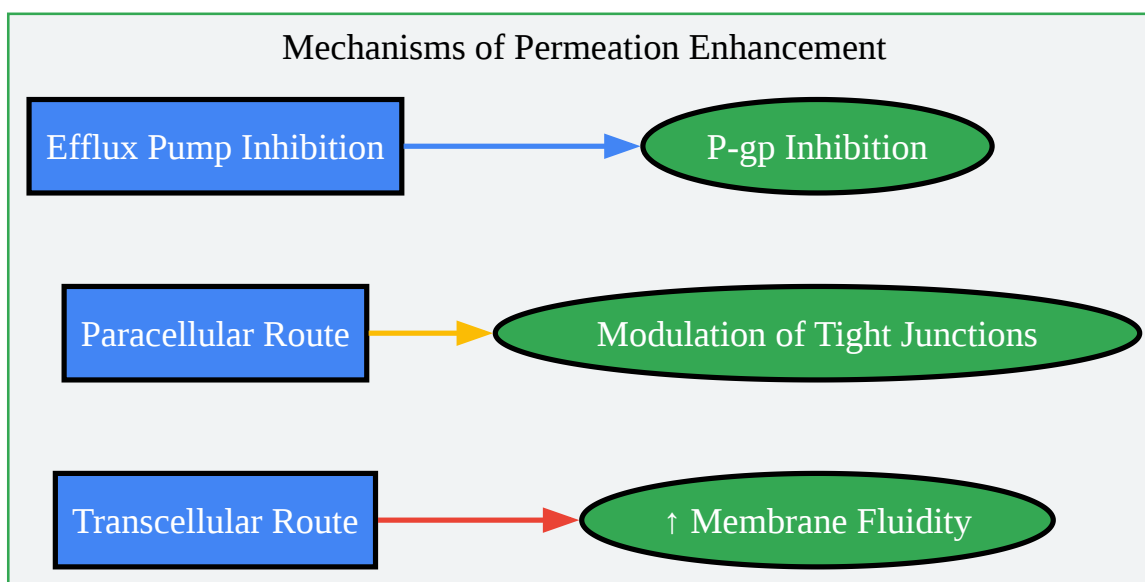 Mechanisms of Permeation Enhancement
Efflux Pump Inhibition
P-gp Inhibition
Paracellular Route
Modulation of Tight Junctions
Transcellular Route
↑ Membrane Fluidity